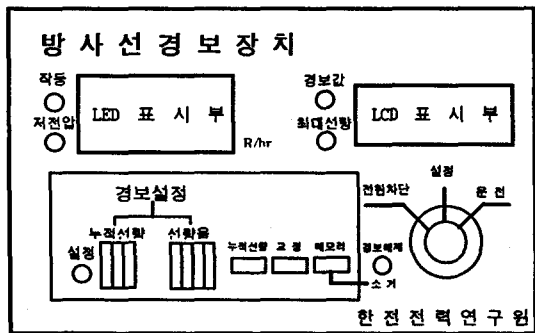 방사선경보장치
작동
저전압
LED 표시부
R/hr
경보값
최대선량
LCD 표시부
경보설정
누적선량
선량율
설정
누적선량
교정
메모리
소거
경보해제
전원차단
설정
운전
한전전력연구원